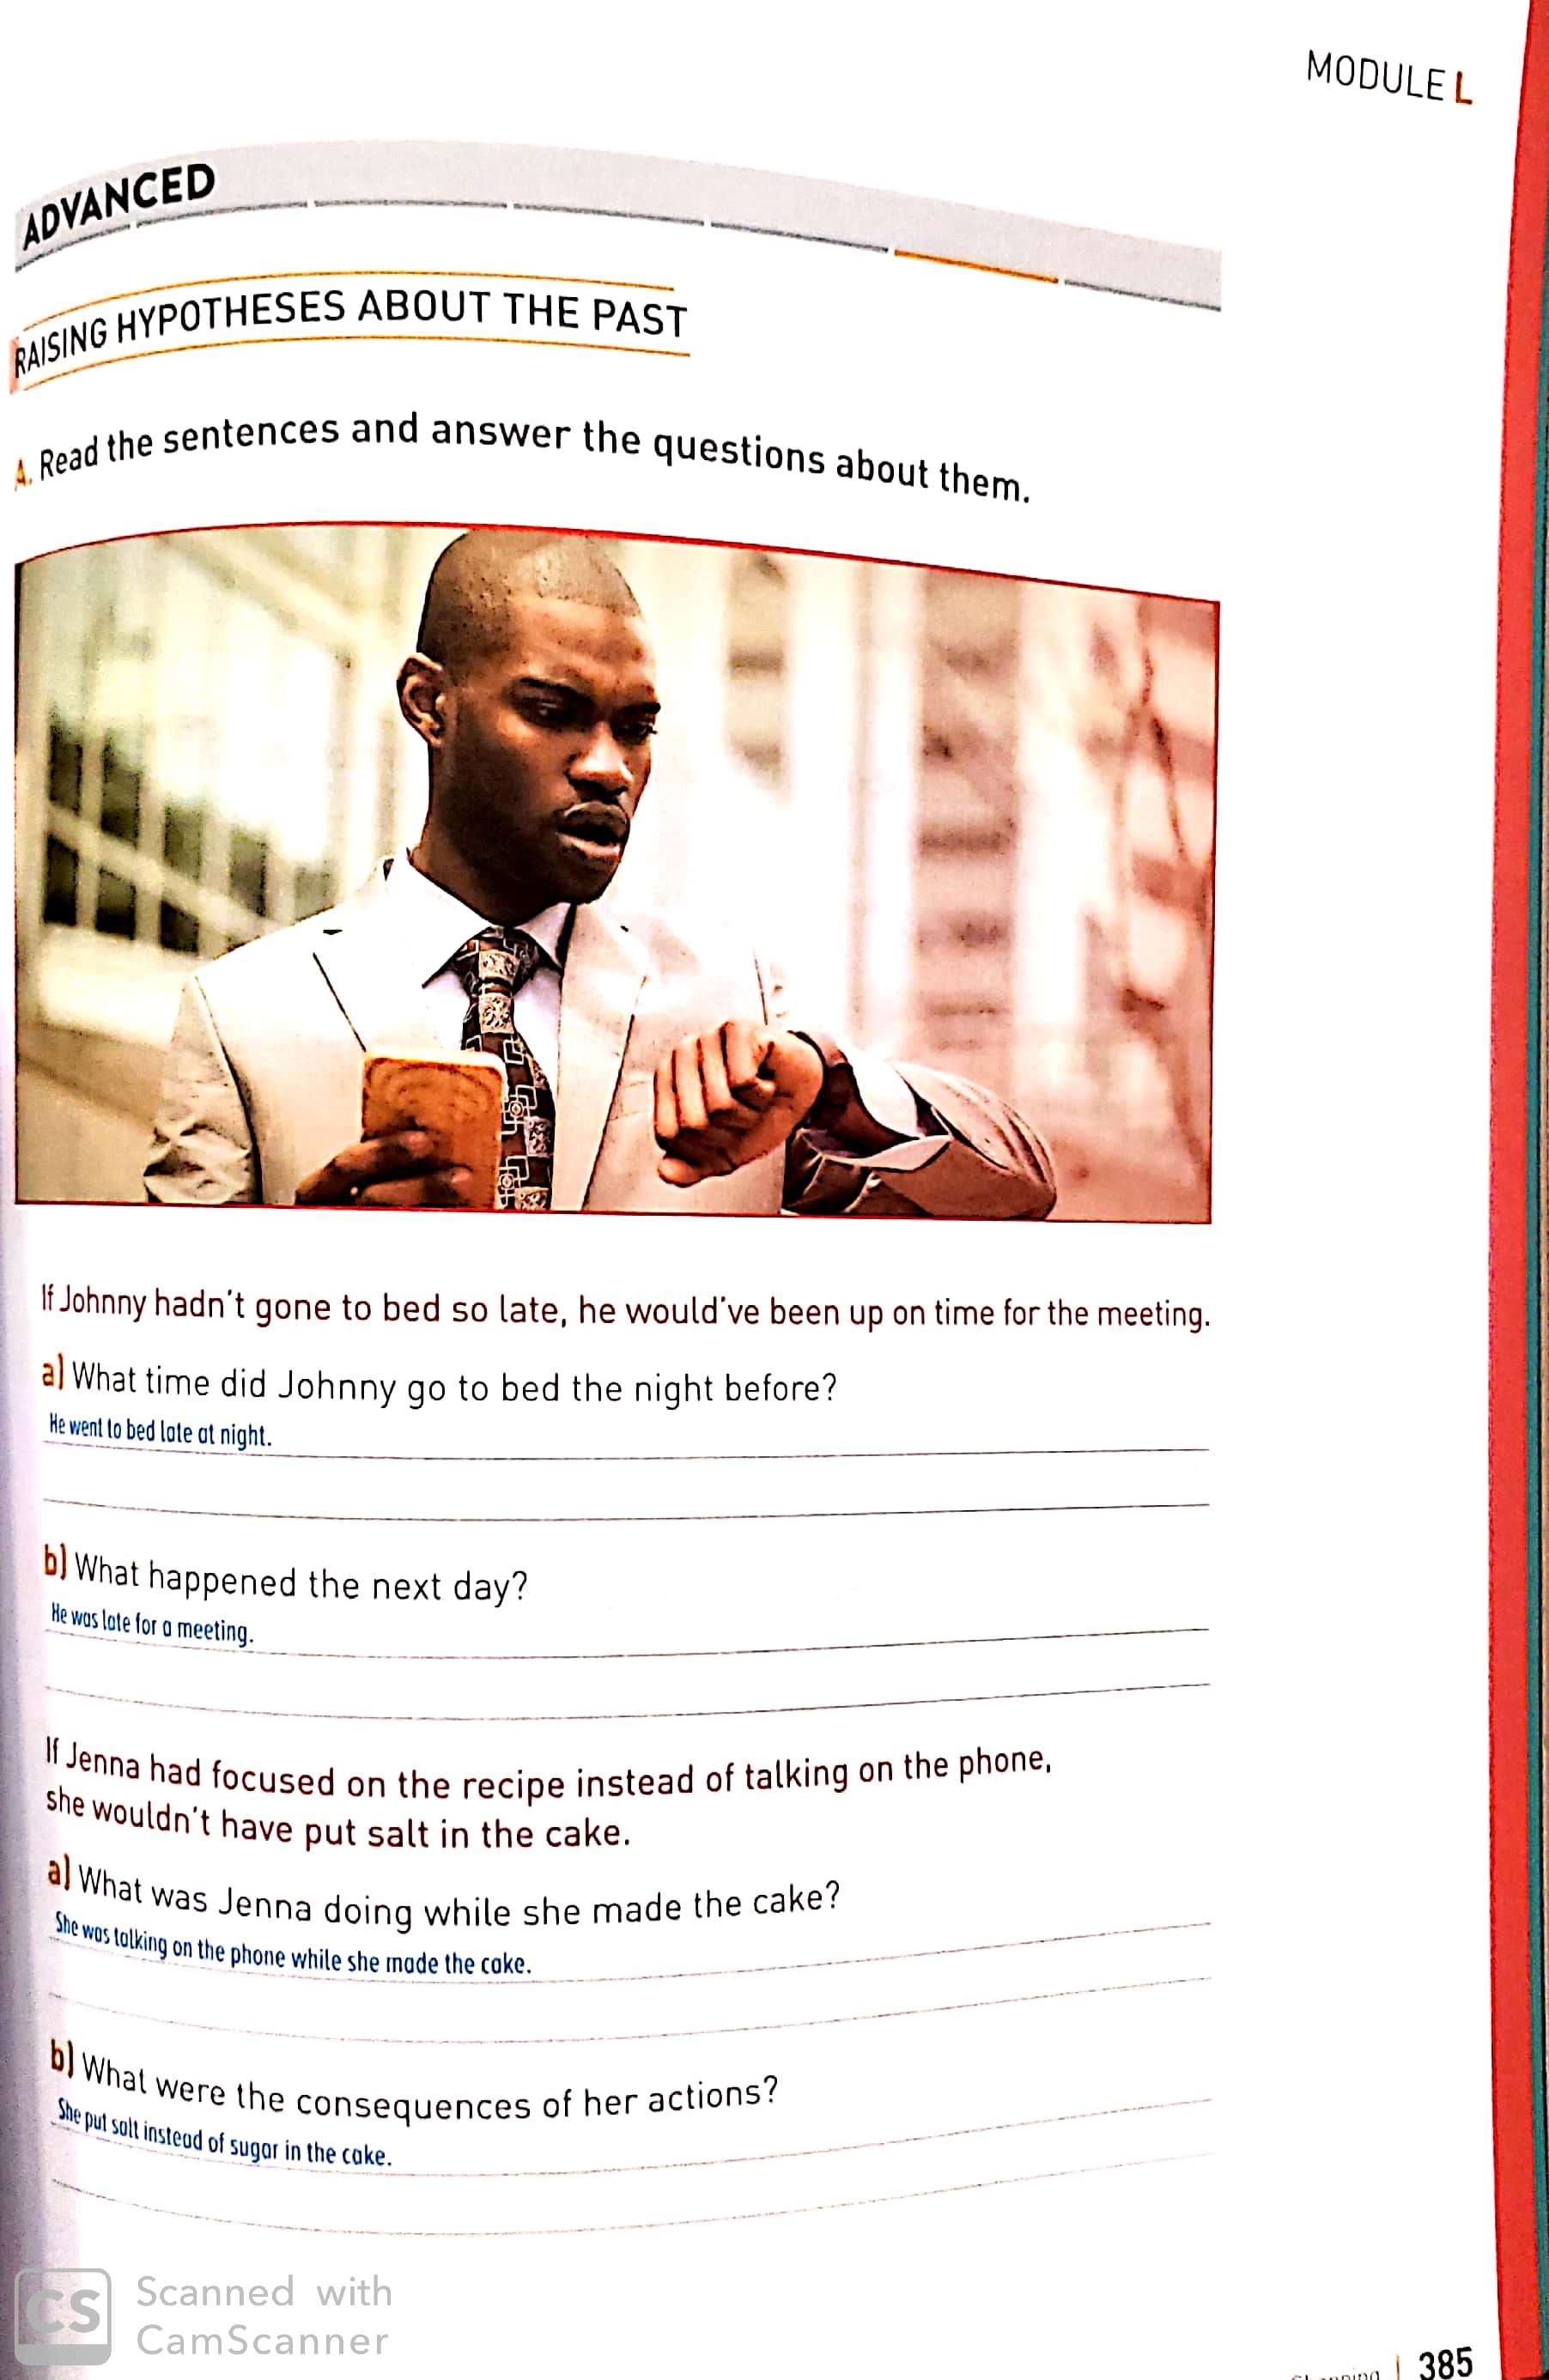 MODULE L
ADVANCED
RAISING HYPOTHESES ABOUT THE PAST
A. Read the sentences and answer the questions about them.
If Johnny hadn't gone to bed so late, he would've been up on time for the meeting.
a) What time did Johnny go to bed the night before?
He went to bed late at night.
b) What happened the next day?
He was late for a meeting.
If Jenna had focused on the recipe instead of talking on the phone,
she wouldn't have put salt in the cake.
a) What was Jenna doing while she made the cake?
She was talking on the phone while she made the cake.
b) What were the consequences of her actions?
She put salt instead of sugar in the cake.
CS Scanned with
CamScanner
| 385